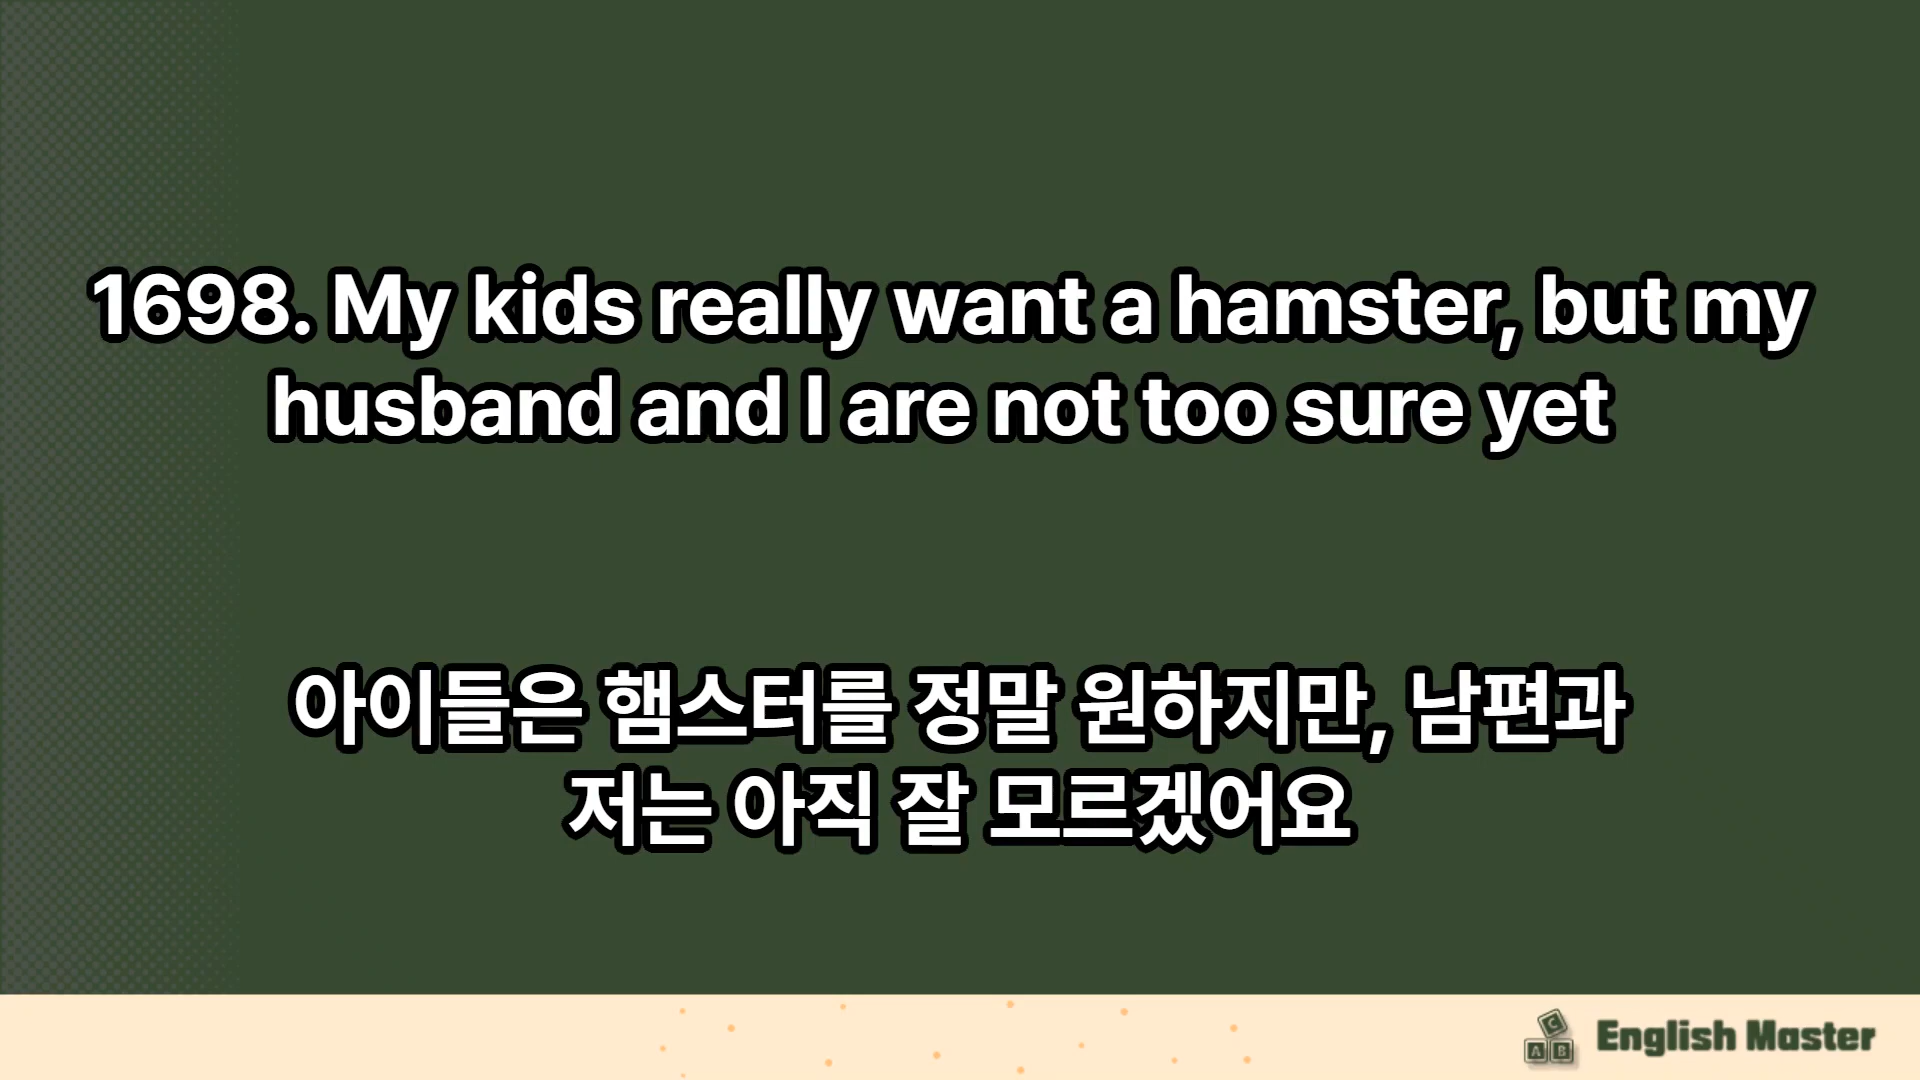 1698. My kids really want a hamster, but my
husband and I are not too sure yet
아이들은 햄스터를 정말 원하지만, 남편과
저는 아직 잘 모르겠어요
C
A B
English Master